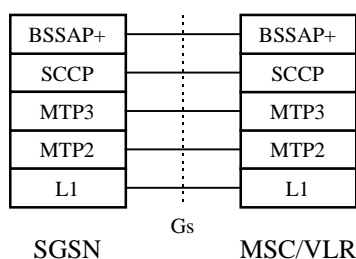 BSSAP+ BSSAP+
SCCP SCCP
MTP3 MTP3
MTP2 MTP2
L1 L1
Gs
SGSN MSC/VLR